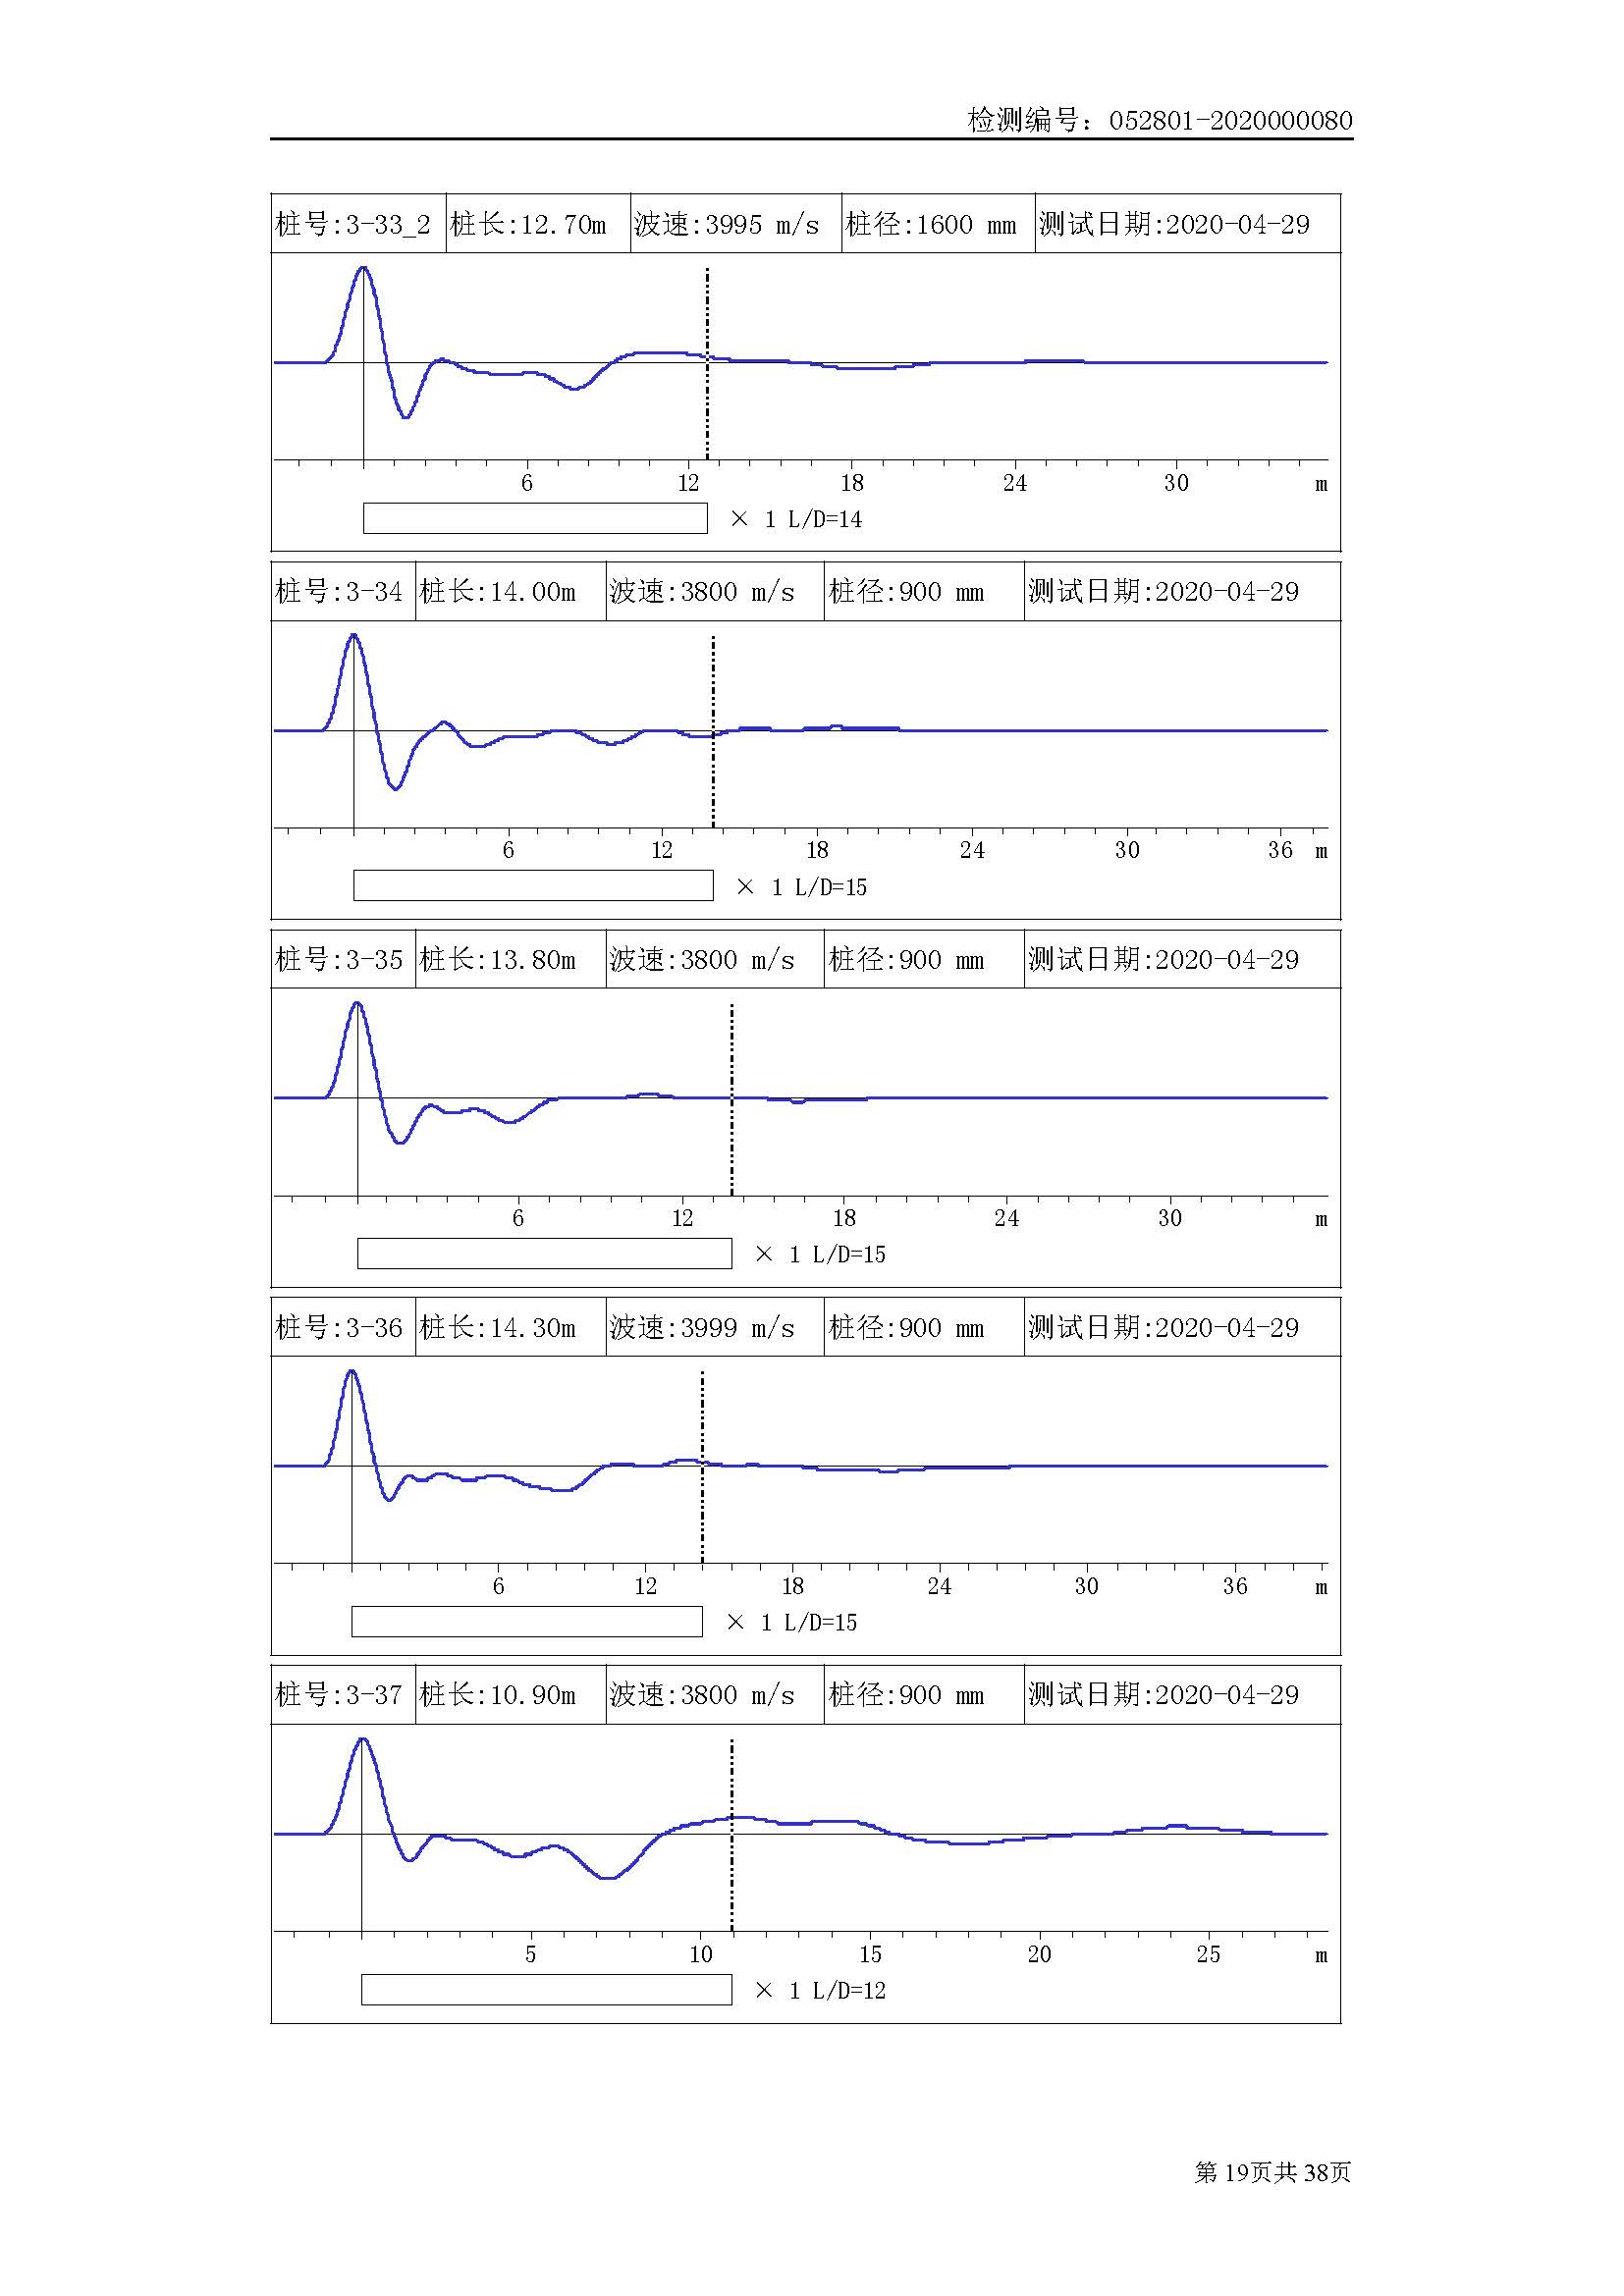 检测编号：052801-2020000080
桩号:3-33_2 桩长:12.70m 波速:3995 m/s 桩径:1600 mm 测试日期:2020-04-29
6 12 18 24 30 m
× 1 L/D=14
桩号:3-34 桩长:14.00m 波速:3800 m/s 桩径:900 mm 测试日期:2020-04-29
6 12 18 24 30 36 m
× 1 L/D=15
桩号:3-35 桩长:13.80m 波速:3800 m/s 桩径:900 mm 测试日期:2020-04-29
6 12 18 24 30 m
× 1 L/D=15
桩号:3-36 桩长:14.30m 波速:3999 m/s 桩径:900 mm 测试日期:2020-04-29
6 12 18 24 30 36 m
× 1 L/D=15
桩号:3-37 桩长:10.90m 波速:3800 m/s 桩径:900 mm 测试日期:2020-04-29
5 10 15 20 25 m
× 1 L/D=12
第 19页共 38页